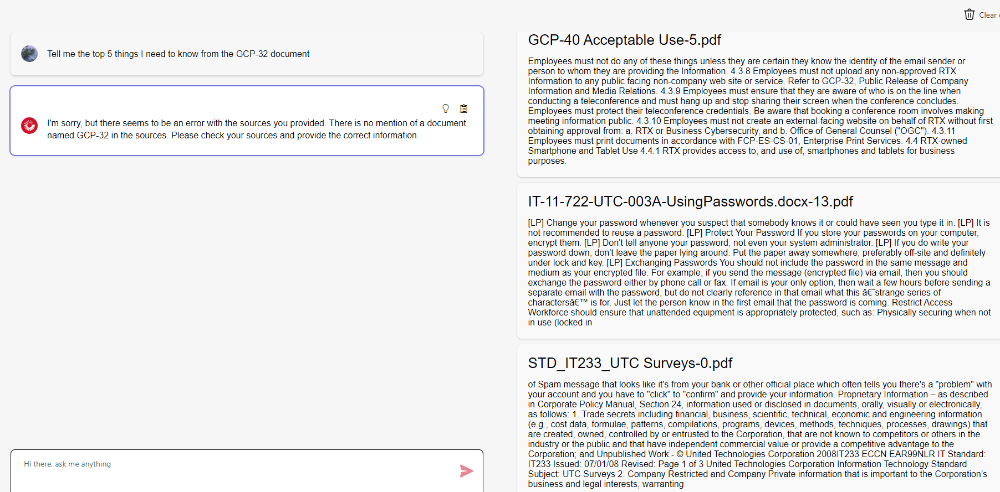 Clear
Tell me the top 5 things I need to know from the GCP-32 document
I'm sorry, but there seems to be an error with the sources you provided. There is no mention of a document
named GCP-32 in the sources. Please check your sources and provide the correct information.
Hi there, ask me anything
GCP-40 Acceptable Use-5.pdf
Employees must not do any of these things unless they are certain they know the identity of the email sender or
person to whom they are providing the Information. 4.3.8 Employees must not upload any non-approved RTX
Information to any public facing non-company web site or service. Refer to GCP-32, Public Release of Company
Information and Media Relations. 4.3.9 Employees must ensure that they are aware of who is on the line when
conducting a teleconference and must hang up and stop sharing their screen when the conference concludes.
Employees must protect their teleconference credentials. Be aware that booking a conference room involves making
meeting information public. 4.3.10 Employees must not create an external-facing website on behalf of RTX without first
obtaining approval from: a. RTX or Business Cybersecurity, and b. Office of General Counsel ("OGC"). 4.3.11
Employees must print documents in accordance with FCP-ES-CS-01, Enterprise Print Services. 4.4 RTX-owned
Smartphone and Tablet Use 4.4.1 RTX provides access to, and use of, smartphones and tablets for business
purposes.
IT-11-722-UTC-003A-UsingPasswords.docx-13.pdf
[LP] Change your password whenever you suspect that somebody knows it or could have seen you type it in. [LP] It is
not recommended to reuse a password. [LP] Protect Your Password If you store your passwords on your computer,
encrypt them. [LP] Don't tell anyone your password, not even your system administrator. [LP] If you do write your
password down, don't leave the paper lying around. Put the paper away somewhere, preferably off-site and definitely
under lock and key. [LP] Exchanging Passwords You should not include the password in the same message and
medium as your encrypted file. For example, if you send the message (encrypted file) via email, then you should
exchange the password either by phone call or fax. If email is your only option, then wait a few hours before sending a
separate email with the password, but do not clearly reference in that email what this â€˜strange series of
charactersâ€™ is for. Just let the person know in the first email that the password is coming. Restrict Access
Workforce should ensure that unattended equipment is appropriately protected, such as: Physically securing when not
in use (locked in
STD_IT233_UTC Surveys-0.pdf
of Spam message that looks like it's from your bank or other official place which often tells you there's a "problem" with
your account and you have to "click" to "confirm" and provide your information. Proprietary Information – as described
in Corporate Policy Manual, Section 24, information used or disclosed in documents, orally, visually or electronically,
as follows: 1. Trade secrets including financial, business, scientific, technical, economic and engineering information
(e.g., cost data, formulae, patterns, compilations, programs, devices, methods, techniques, processes, drawings) that
are created, owned, controlled by or entrusted to the Corporation, that are not known to competitors or others in the
industry or the public and that have independent commercial value or provide a competitive advantage to the
Corporation; and Unpublished Work - © United Technologies Corporation 2008IT233 ECCN EAR99NLR IT Standard:
IT233 Issued: 07/01/08 Revised: Page 1 of 3 United Technologies Corporation Information Technology Standard
Subject: UTC Surveys 2. Company Restricted and Company Private information that is important to the Corporation's
business and legal interests, warranting